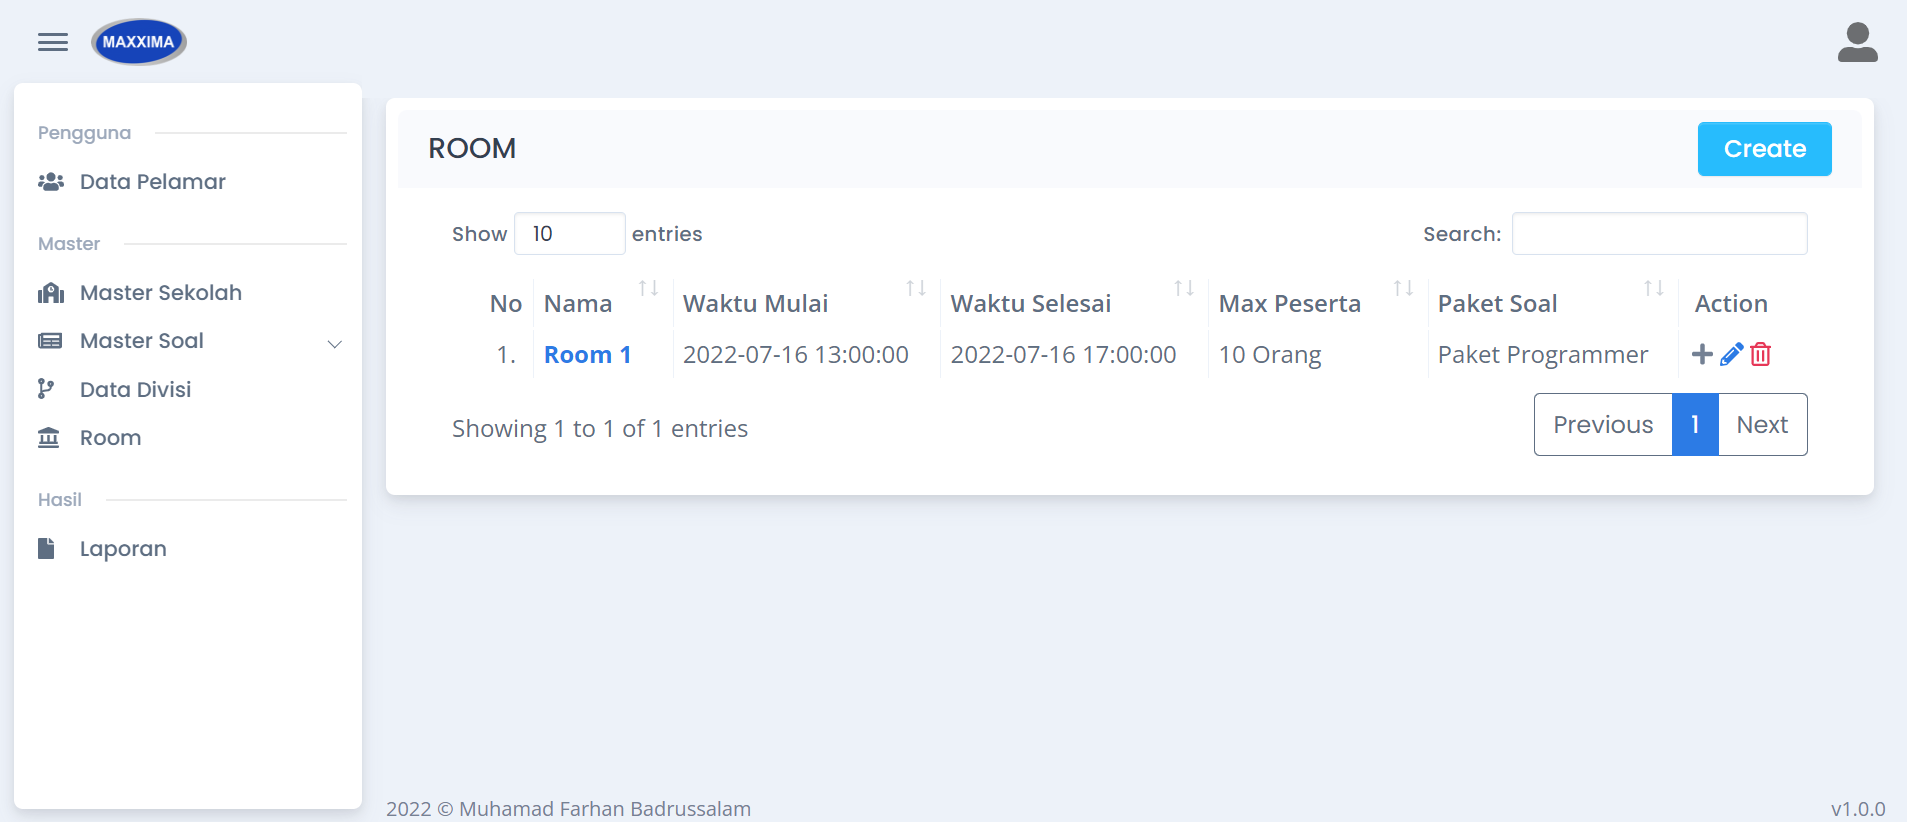 MAXXIMA
Pengguna
Data Pelamar
Master
Master Sekolah
Master Soal
Data Divisi
Room
Hasil
Laporan
ROOM
Create
Show 10 entries
Search:
No Nama Waktu Mulai Waktu Selesai Max Peserta Paket Soal Action
1. Room 1 2022-07-16 13:00:00 2022-07-16 17:00:00 10 Orang Paket Programmer
Showing 1 to 1 of 1 entries
Previous 1 Next
2022 © Muhamad Farhan Badrussalam
v1.0.0